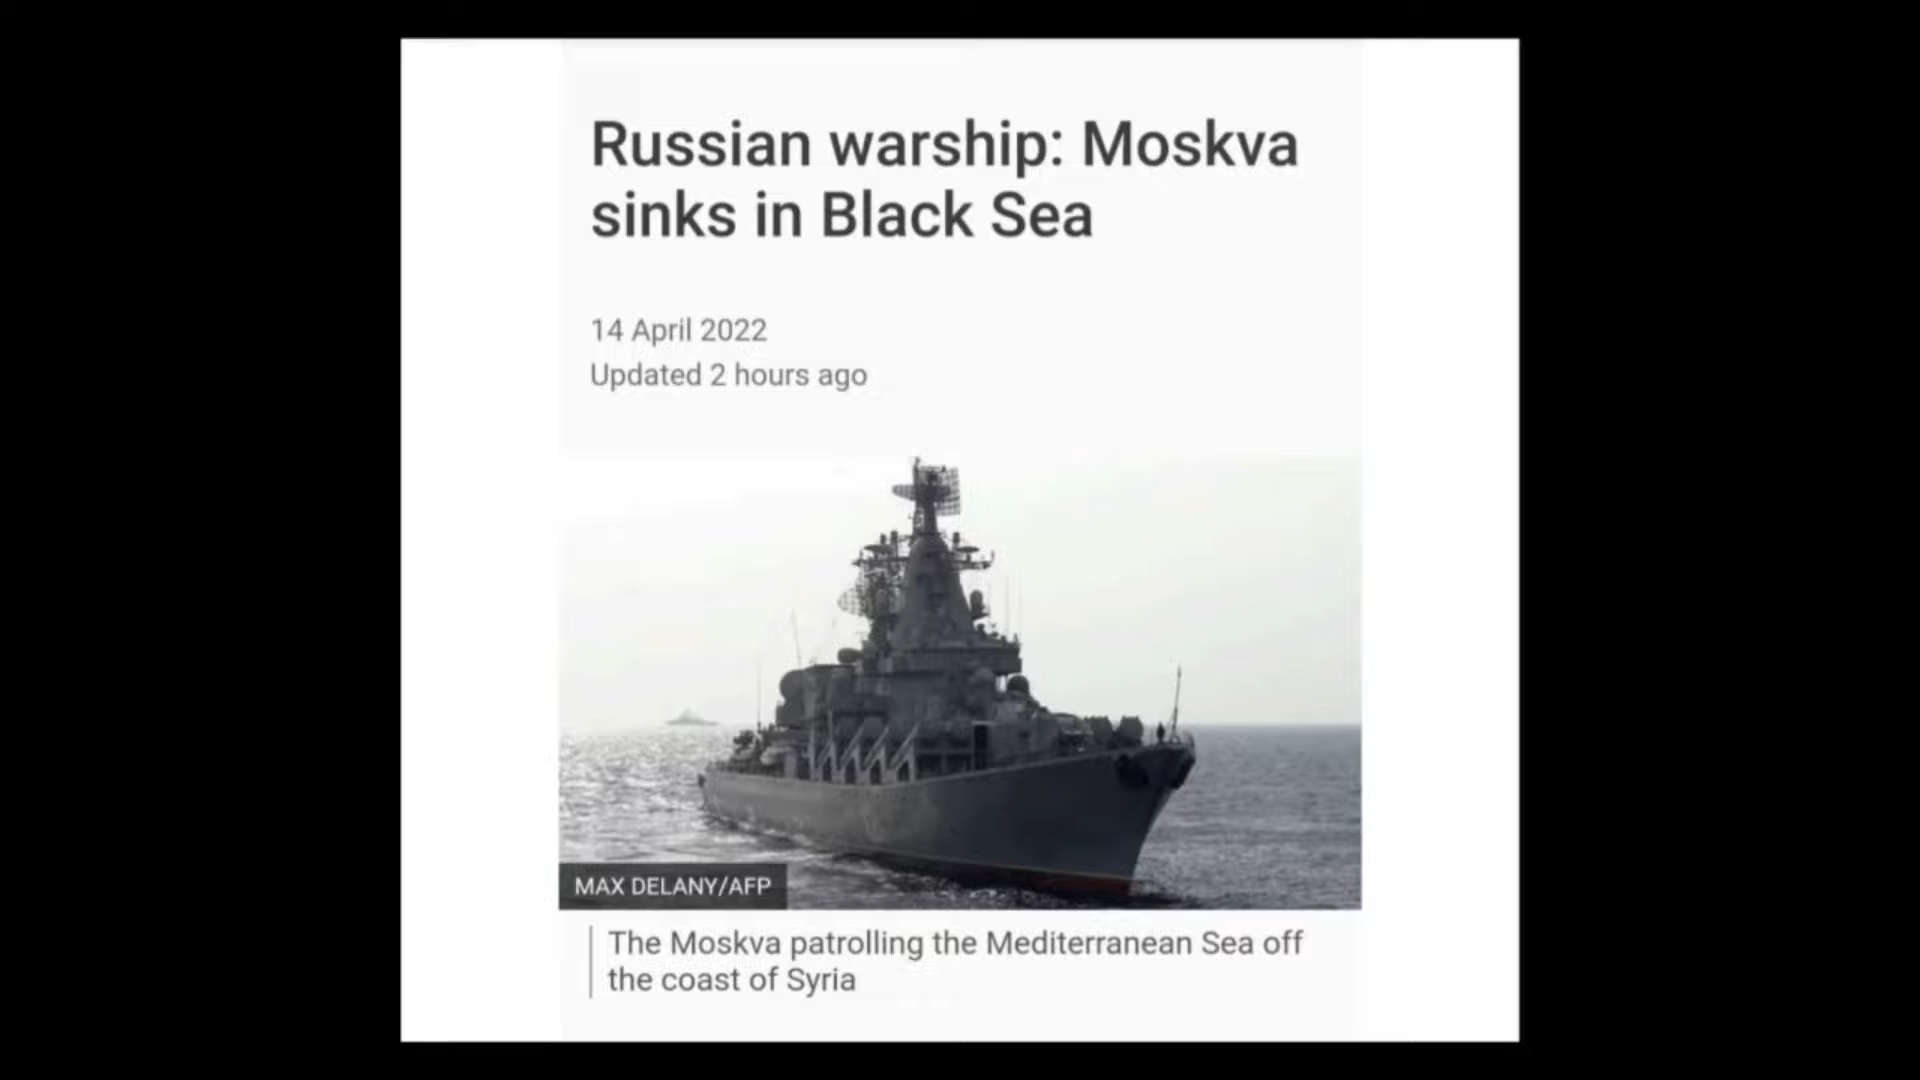 Russian warship: Moskva
sinks in Black Sea
14 April 2022
Updated 2 hours ago
MAX DELANY/AFP
The Moskva patrolling the Mediterranean Sea off
the coast of Syria